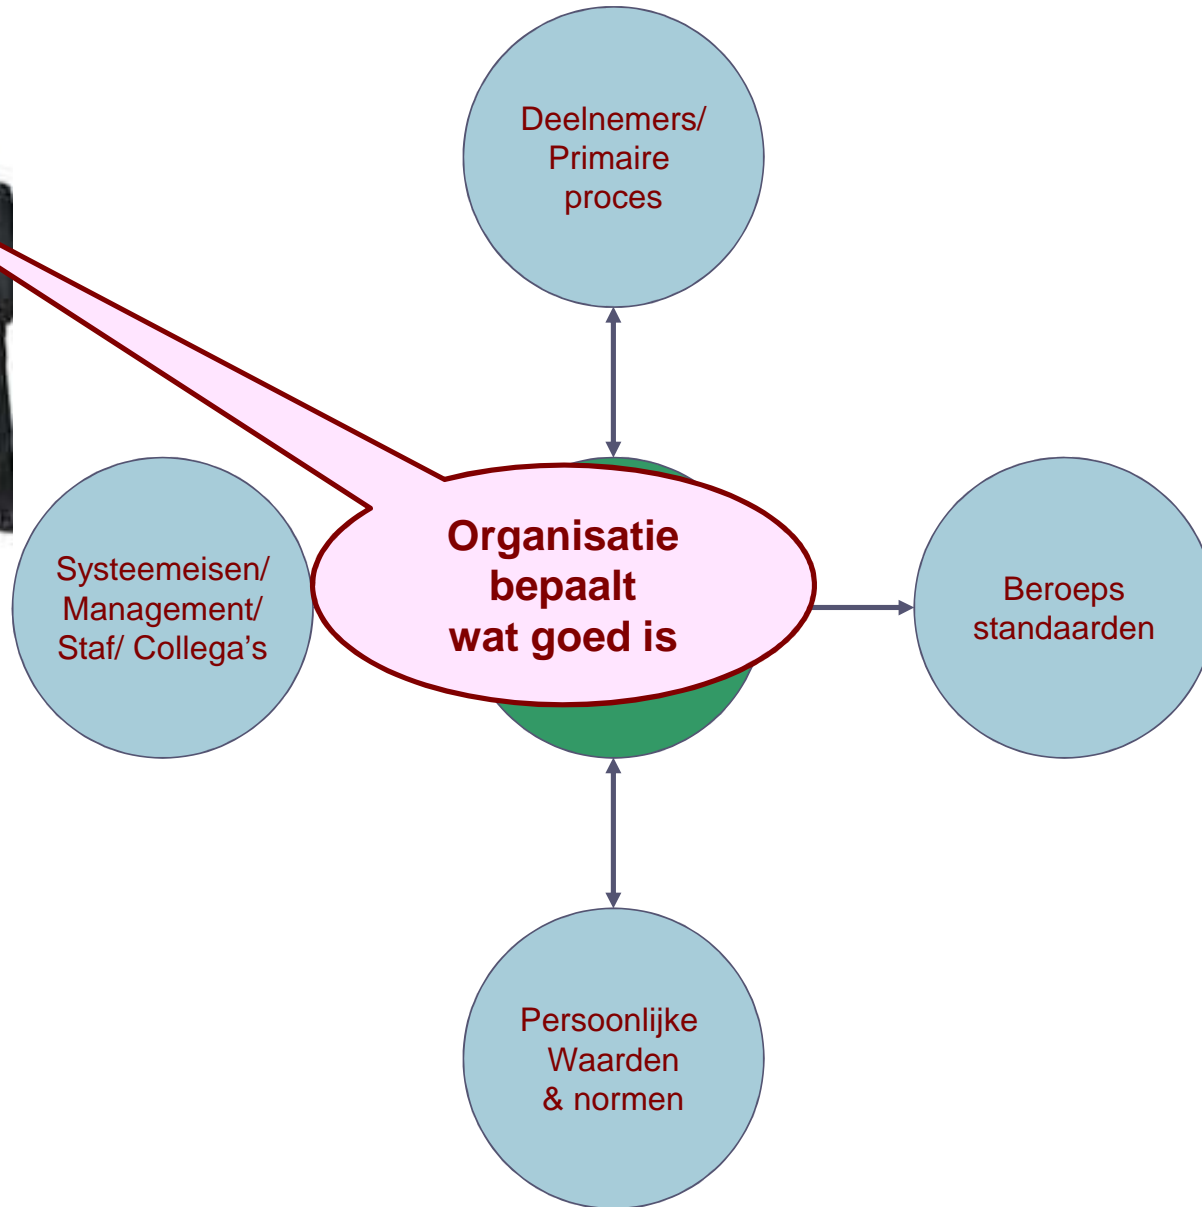 Deelnemers/
Primaire
proces
Organisatie
bepaalt
wat goed is
Systeemeisen/
Management/
Staf/ Collega's
Beroeps
standaarden
Persoonlijke
Waarden
& normen